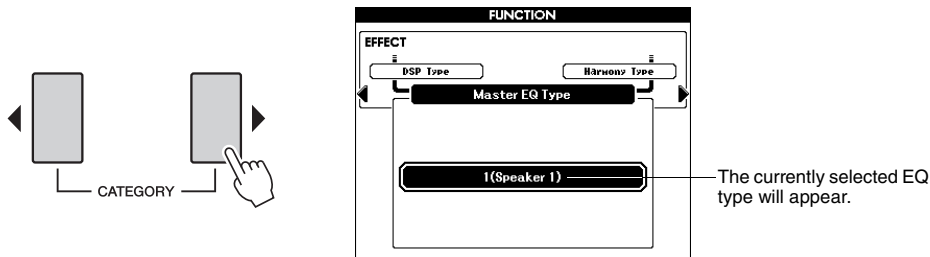 CATEGORY
FUNCTION
EFFECT
DSP Type
Harmony Type
Master EQ Type
1(Speaker 1)
The currently selected EQ
type will appear.